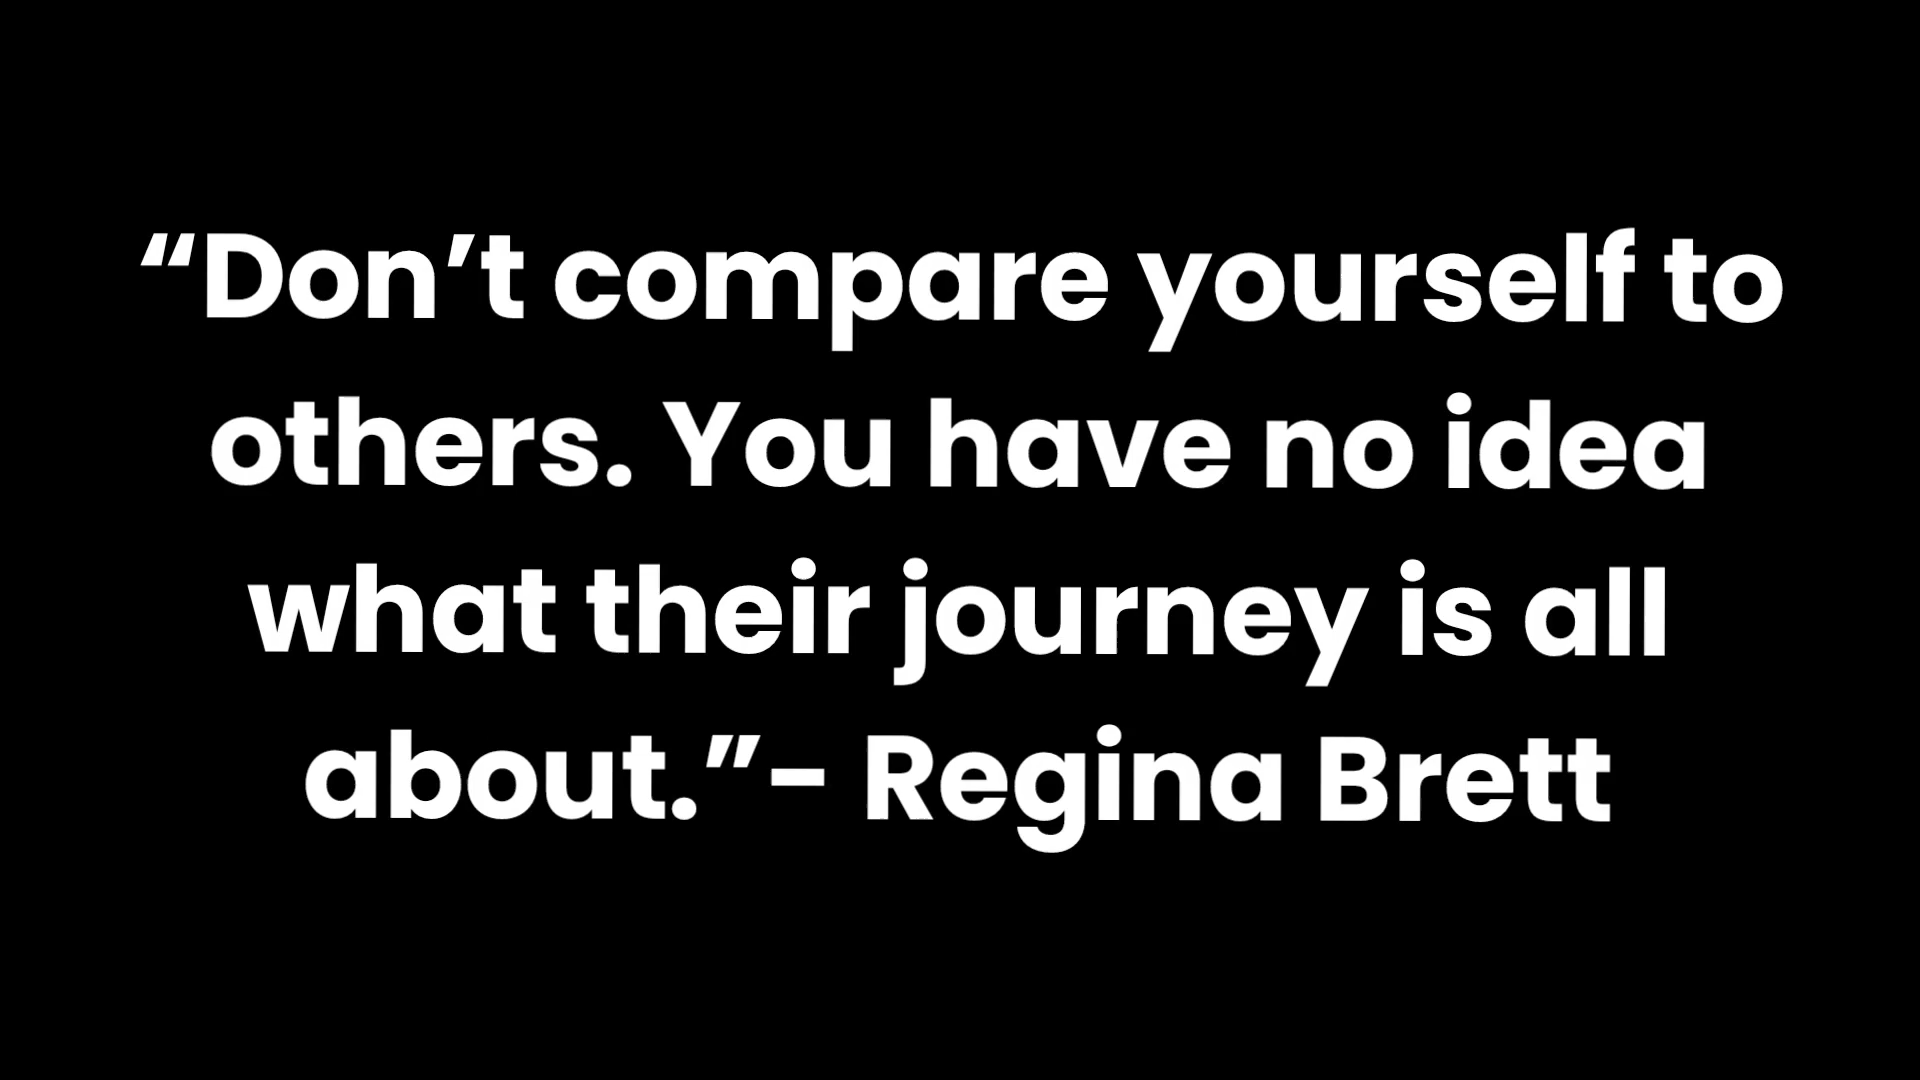 “Don’t compare yourself to
others. You have no idea
what their journey is all
about.”- Regina Brett